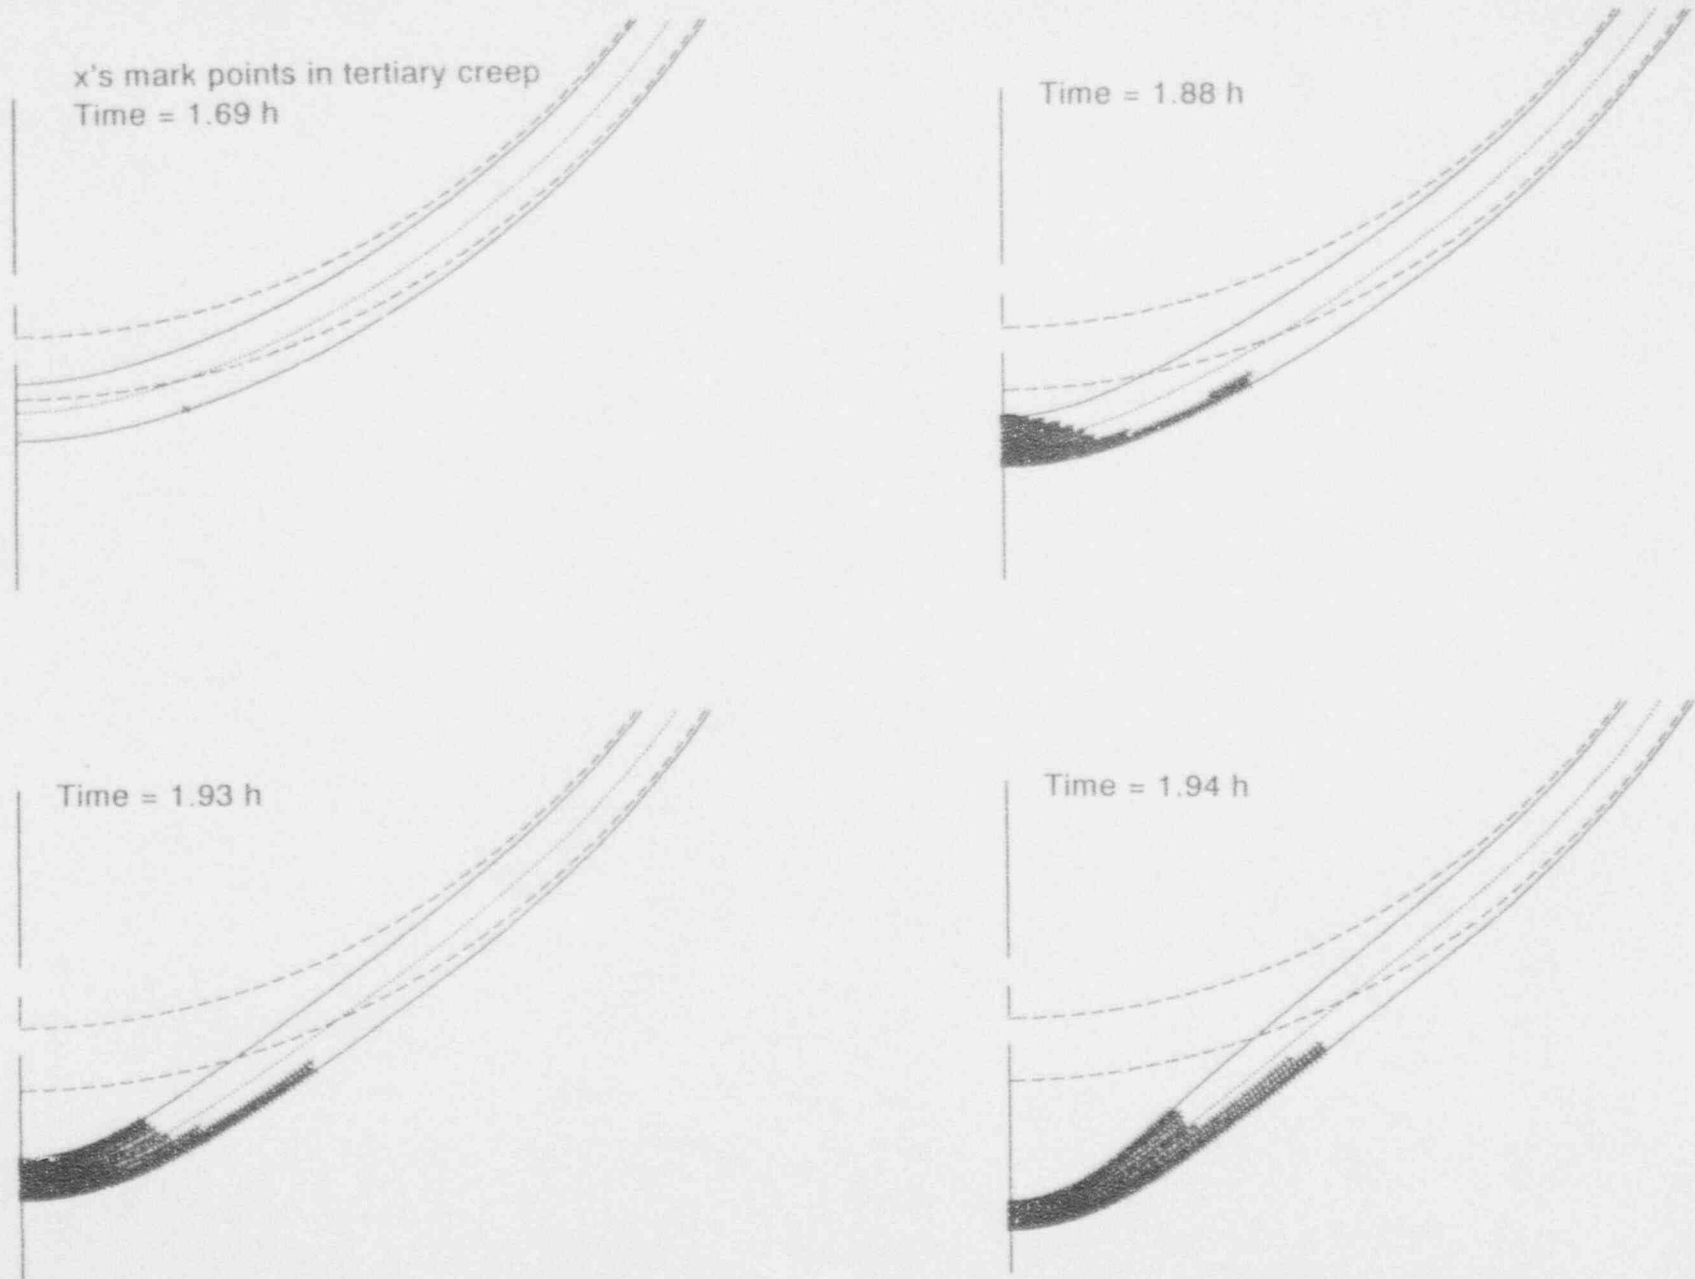 x's mark points in tertiary creep
Time = 1.69 h
Time = 1.88 h
Time = 1.93 h
Time = 1.94 h